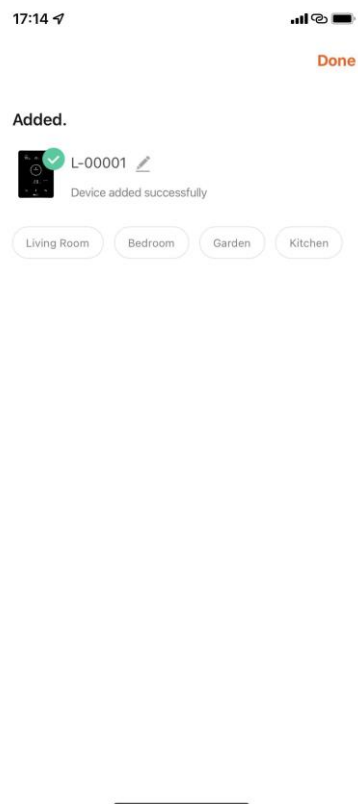 17:14
Done
Added.
L-00001
Device added successfully
Living Room Bedroom Garden Kitchen